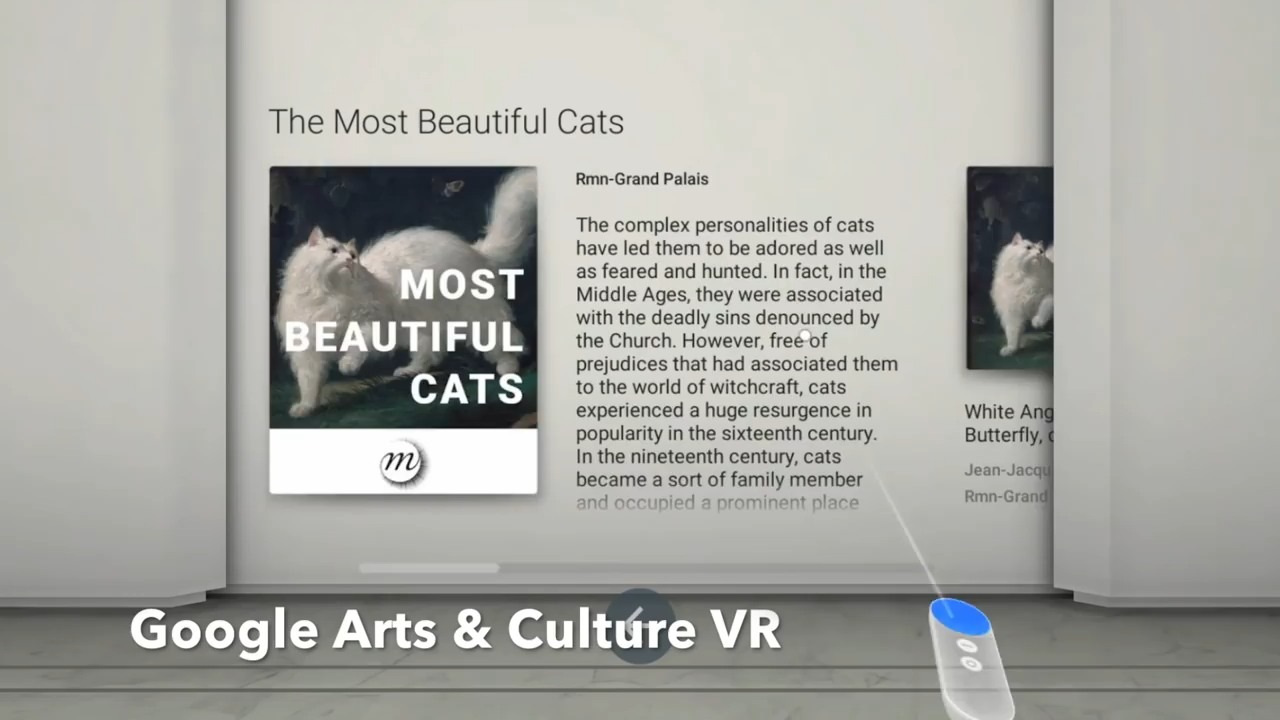 The Most Beautiful Cats
MOST
BEAUTIFUL
CATS
m
Rmn-Grand Palais
The complex personalities of cats
have led them to be adored as well
as feared and hunted. In fact, in the
Middle Ages, they were associated
with the deadly sins denounced by
the Church. However, free of
prejudices that had associated them
to the world of witchcraft, cats
experienced a huge resurgence in
popularity in the sixteenth century.
In the nineteenth century, cats
became a sort of family member
and occupied a prominent place
White Ang
Butterfly, c
Jean-Jacqu
Rmn-Grand
Google Arts & Culture VR